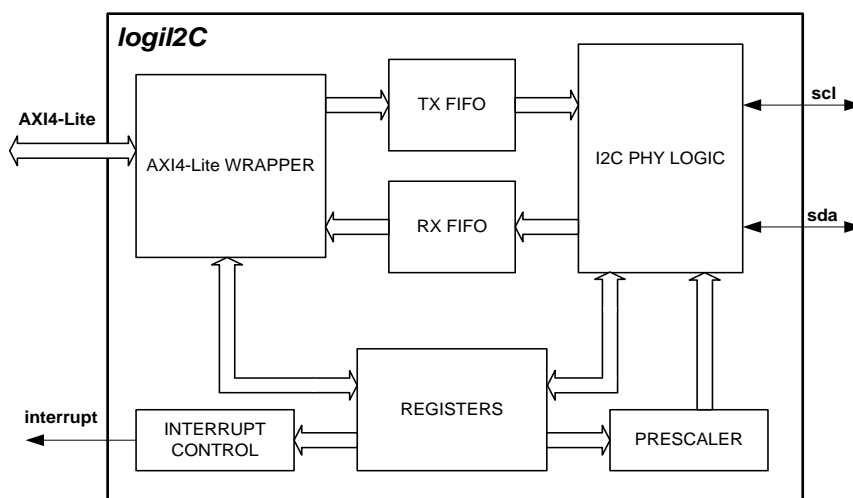 logiI2C
TX FIFO
scl
AXI4-Lite
AXI4-Lite WRAPPER
I2C PHY LOGIC
RX FIFO
sda
REGISTERS
interrupt
INTERRUPT
CONTROL
PRESCALER